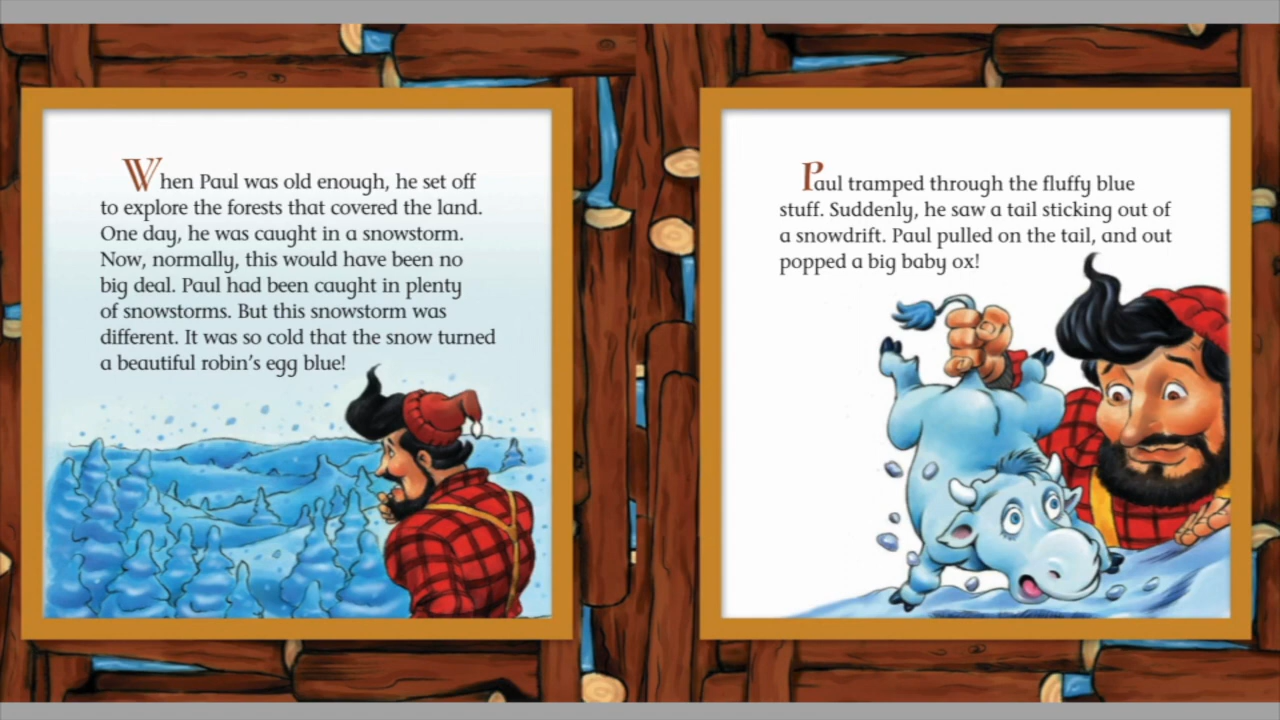 When Paul was old enough, he set off
to explore the forests that covered the land.
One day, he was caught in a snowstorm.
Now, normally, this would have been no
big deal. Paul had been caught in plenty
of snowstorms. But this snowstorm was
different. It was so cold that the snow turned
a beautiful robin's egg blue!
Paul tramped through the fluffy blue
stuff. Suddenly, he saw a tail sticking out of
a snowdrift. Paul pulled on the tail, and out
popped a big baby ox!